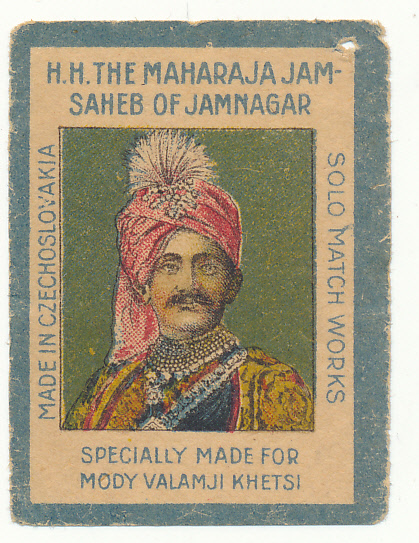 H.H. THE MAHARAJA JAM-
SAHEB OF JAMNAGAR
MADE IN CZECHOSLOVAKIA
SOLO MATCH WORKS
SPECIALLY MADE FOR
MODY VALAMJI KHETSI